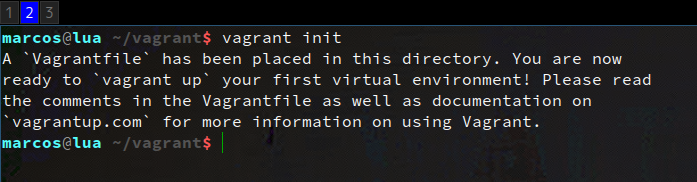 1 2 3
marcos@lua ~/vagrant$ vagrant init
A `Vagrantfile` has been placed in this directory. You are now
ready to `vagrant up` your first virtual environment! Please read
the comments in the Vagrantfile as well as documentation on
`vagrantup.com` for more information on using Vagrant.
marcos@lua ~/vagrant$